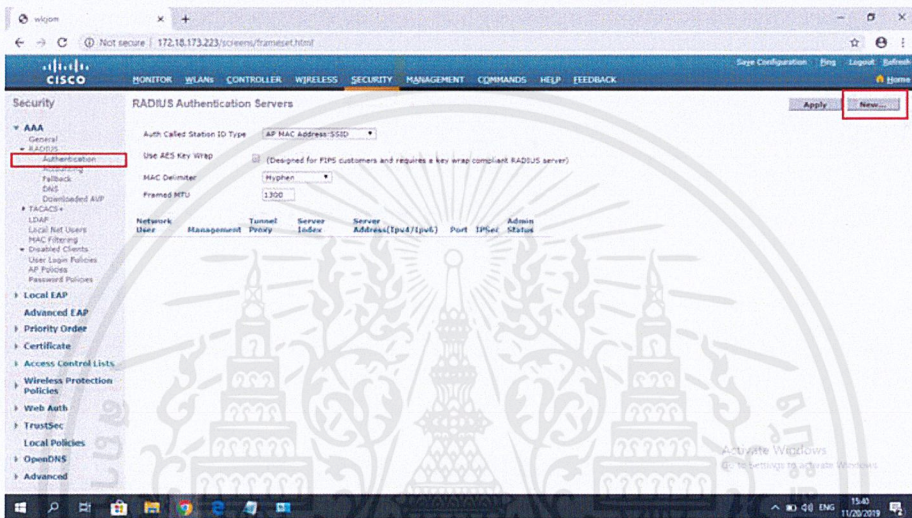 wlcjom
Not secure | 172.18.173.223/screens/frameset.html
Save Configuration Ping Logout Refresh
CISCO
MONITOR WLANs CONTROLLER WIRELESS SECURITY MANAGEMENT COMMANDS HELP FEEDBACK
Home
Security
RADIUS Authentication Servers
Apply
New...
AAA
General
RADIUS
Authentication
Accounting
Fallback
DNS
Downloaded AVP
TACACS+
LDAP
Local Net Users
MAC Filtering
Disabled Clients
User Login Policies
AP Policies
Password Policies
Local EAP
Advanced EAP
Priority Order
Certificate
Access Control Lists
Wireless Protection Policies
Web Auth
TrustSec
Local Policies
OpenDNS
Advanced
Auth Called Station ID Type AP MAC Address:SSID
Use AES Key Wrap (Designed for FIPS customers and requires a key wrap compliant RADIUS server)
MAC Delimiter Hyphen
Framed MTU 1300
Network User Management Tunnel Proxy Server Index Server Address(Ipv4/Ipv6) Port IPSec Admin Status
Activate Windows
Go to Settings to activate Windows.
ENG
15:40
11/20/2019